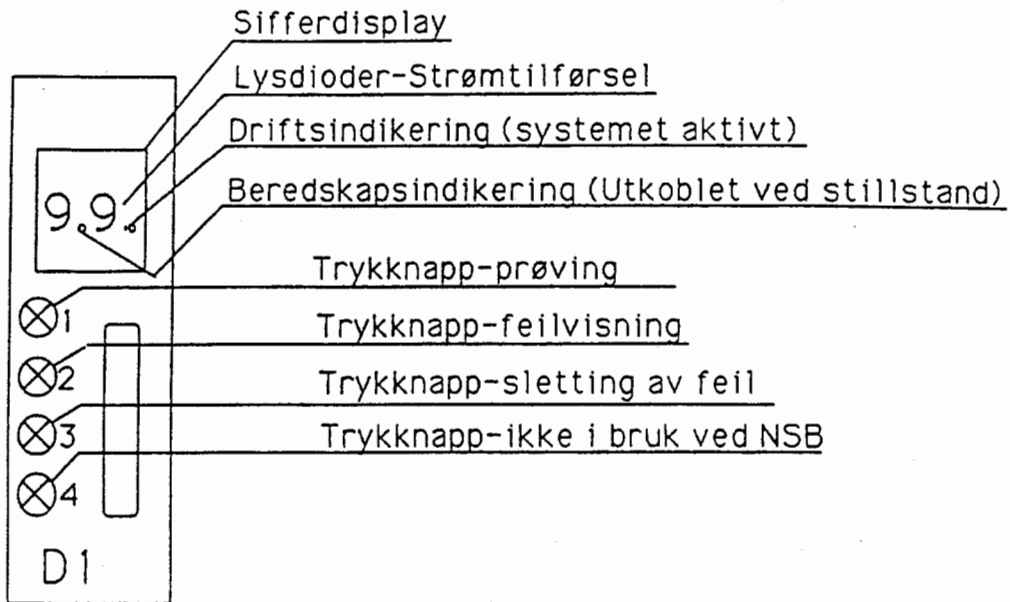 Sifferdisplay
Lysdioder-Strømtilførsel
Driftsindikering (systemet aktivt)
Beredskapsindikering (Utkoblet ved stillstand)
9.9.
Trykknapp-prøving
1
Trykknapp-feilvisning
2
Trykknapp-sletting av feil
3
Trykknapp-ikke i bruk ved NSB
4
D1